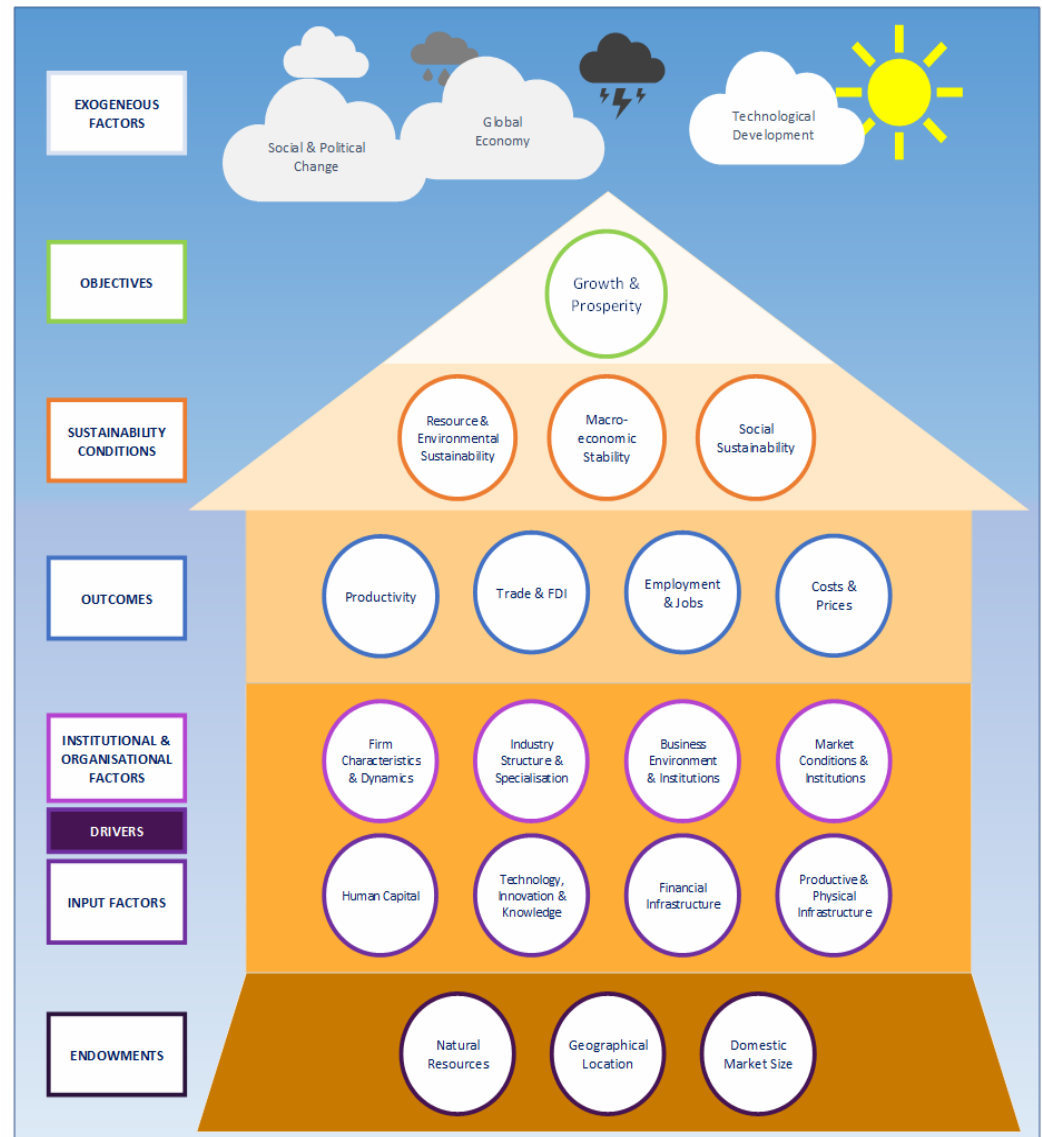 EXOGENEOUS
FACTORS
Social & Political
Change
Global
Economy
Technological
Development
OBJECTIVES
Growth &
Prosperity
SUSTAINABILITY
CONDITIONS
Resource &
Environmental
Sustainability
Macro-
economic
Stability
Social
Sustainability
OUTCOMES
Productivity
Trade & FDI
Employment
& Jobs
Costs &
Prices
INSTITUTIONAL &
ORGANISATIONAL
FACTORS
Firm
Characteristics
& Dynamics
Industry
Structure &
Specialisation
Business
Environment
& Institutions
Market
Conditions &
Institutions
DRIVERS
INPUT FACTORS
Human Capital
Technology,
Innovation &
Knowledge
Financial
Infrastructure
Productive &
Physical
Infrastructure
ENDOWMENTS
Natural
Resources
Geographical
Location
Domestic
Market Size